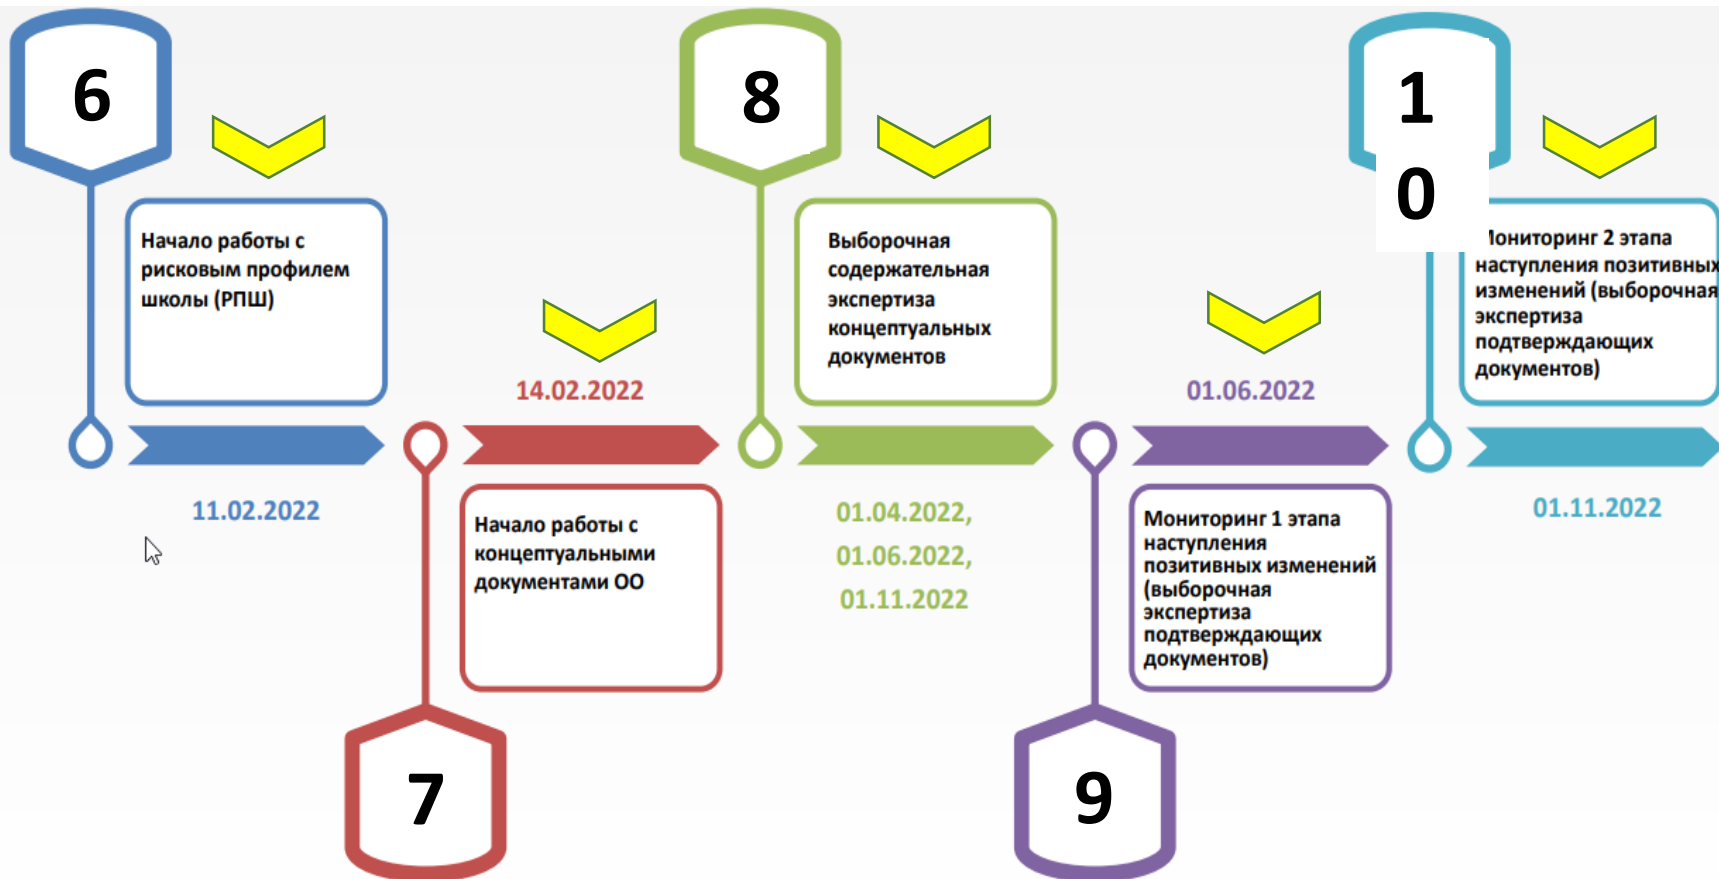 6
Начало работы с
рисковым профилем
школы (РПШ)
11.02.2022
7
14.02.2022
Начало работы с
концептуальными
документами ОО
8
Выборочная
содержательная
экспертиза
концептуальных
документов
01.04.2022,
01.06.2022,
01.11.2022
9
01.06.2022
Мониторинг 1 этапа
наступления
позитивных изменений
(выборочная
экспертиза
подтверждающих
документов)
1
0
Мониторинг 2 этапа
наступления позитивных
изменений (выборочная
экспертиза
подтверждающих
документов)
01.11.2022